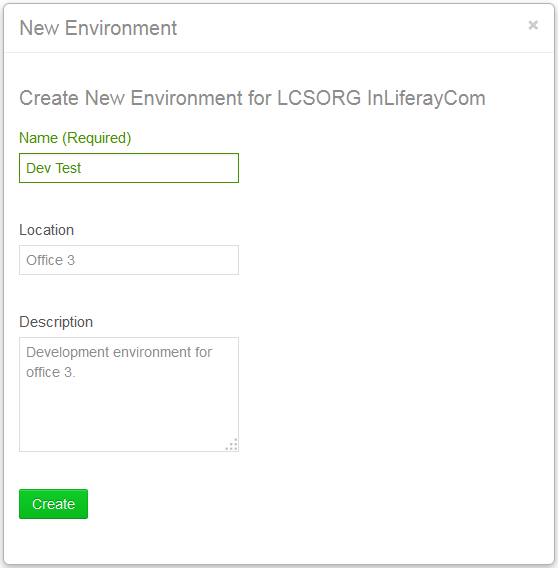 New Environment
×
Create New Environment for LCSORG InLiferayCom
Name (Required)
Dev Test
Location
Office 3
Description
Development environment for
office 3.
Create